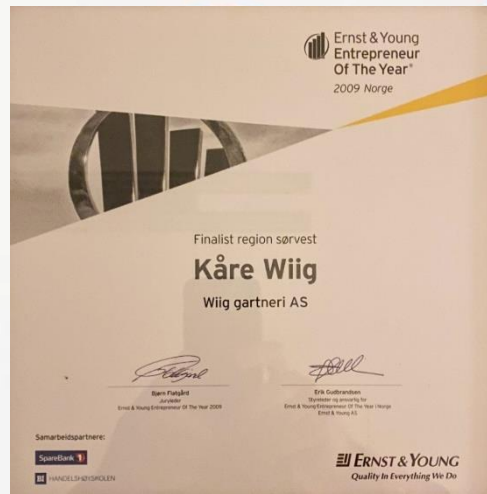 Ernst & Young
Entrepreneur
Of The Year®
2009 Norge
Finalist region sørvest
Kåre Wiig
Wiig gartneri AS
Bjørn Fløtgård
Juryleder
Ernst & Young Entrepreneur Of The Year 2009
Erik Gudbrandsen
Styreleder og ansvarlig for
Ernst & Young Entrepreneur Of The Year i Norge
Ernst & Young AS
Samarbeidspartnere:
SpareBank 1
BI HANDELSHØYSKOLEN
ERNST & YOUNG
Quality In Everything We Do